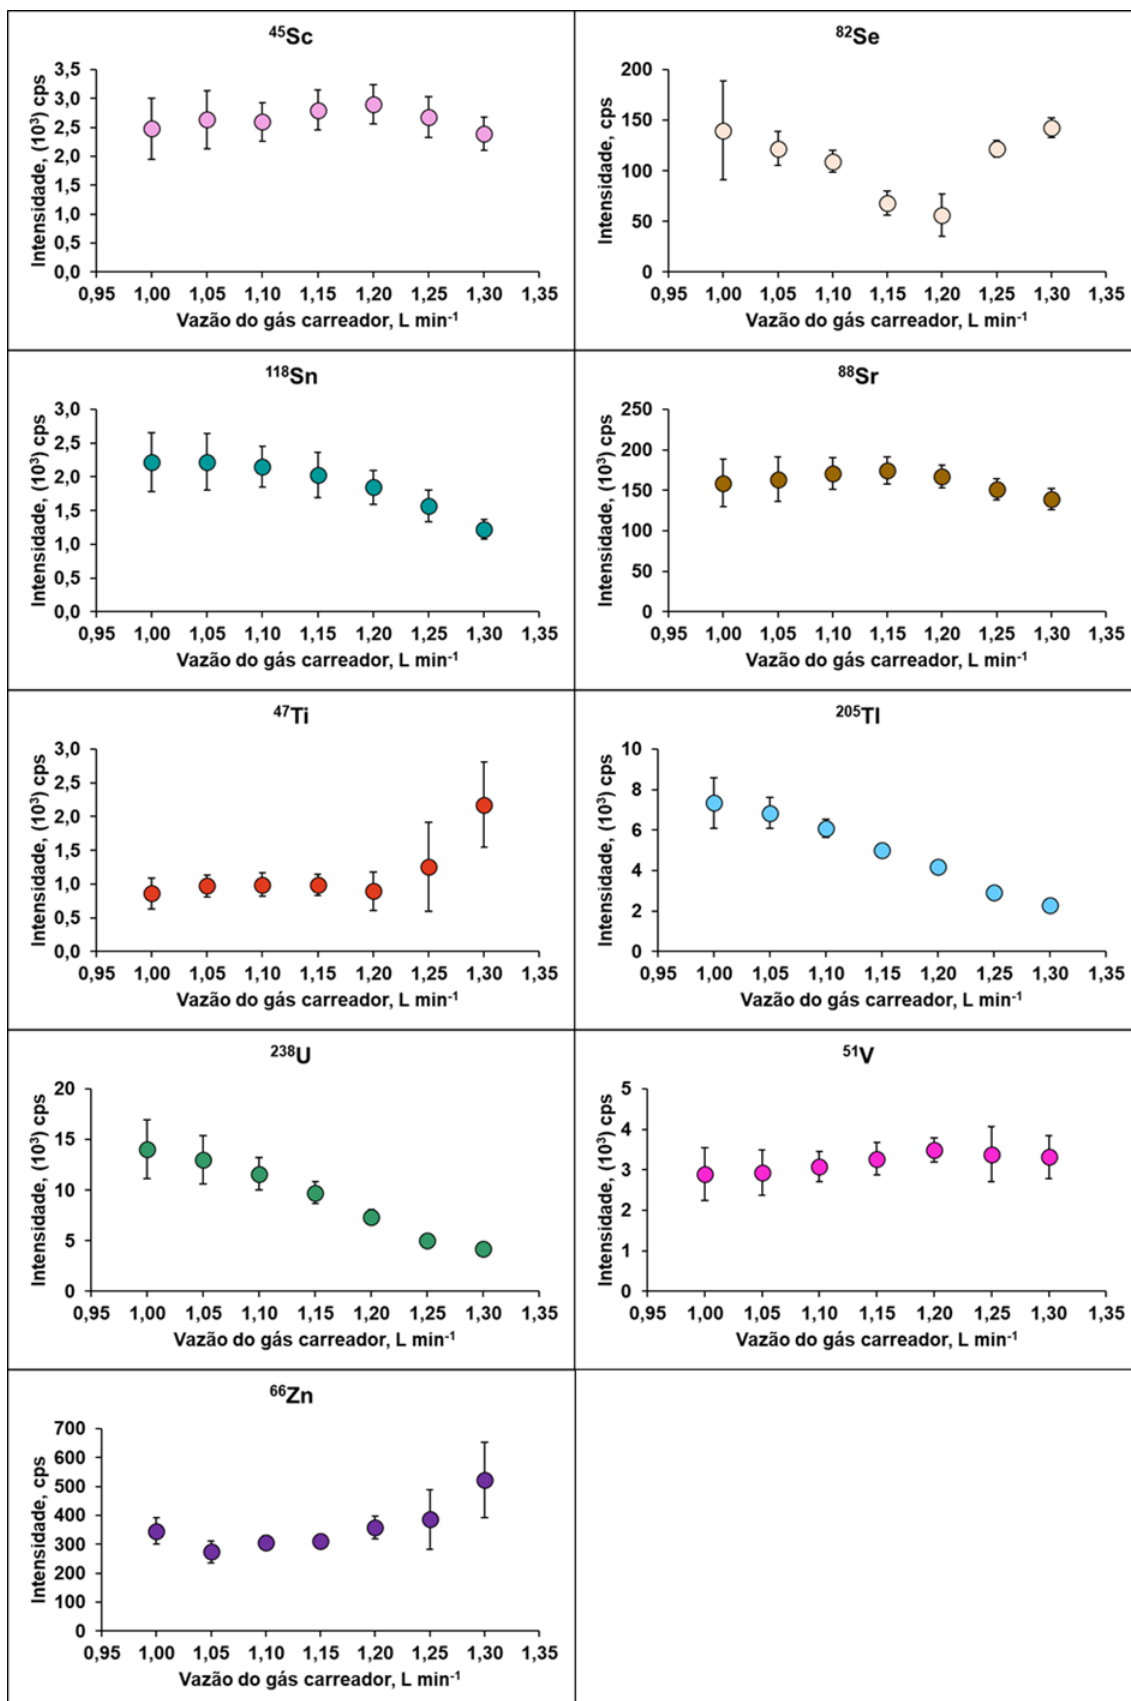 ⁴⁵Sc
Intensidade, (10³) cps
3,5
3,0
2,5
2,0
1,5
1,0
0,5
0,0
0,95 1,00 1,05 1,10 1,15 1,20 1,25 1,30 1,35
Vazão do gás carreador, L min⁻¹
⁸²Se
Intensidade, cps
200
150
100
50
0
0,95 1,00 1,05 1,10 1,15 1,20 1,25 1,30 1,35
Vazão do gás carreador, L min⁻¹
¹¹⁸Sn
Intensidade, (10³) cps
3,0
2,5
2,0
1,5
1,0
0,5
0,0
0,95 1,00 1,05 1,10 1,15 1,20 1,25 1,30 1,35
Vazão do gás carreador, L min⁻¹
⁸⁸Sr
Intensidade, (10³) cps
250
200
150
100
50
0
0,95 1,00 1,05 1,10 1,15 1,20 1,25 1,30 1,35
Vazão do gás carreador, L min⁻¹
⁴⁷Ti
Intensidade, (10³) cps
3,0
2,5
2,0
1,5
1,0
0,5
0,0
0,95 1,00 1,05 1,10 1,15 1,20 1,25 1,30 1,35
Vazão do gás carreador, L min⁻¹
²⁰⁵Tl
Intensidade, (10³) cps
10
8
6
4
2
0
0,95 1,00 1,05 1,10 1,15 1,20 1,25 1,30 1,35
Vazão do gás carreador, L min⁻¹
²³⁸U
Intensidade, (10³) cps
20
15
10
5
0
0,95 1,00 1,05 1,10 1,15 1,20 1,25 1,30 1,35
Vazão do gás carreador, L min⁻¹
⁵¹V
Intensidade, (10³) cps
5
4
3
2
1
0
0,95 1,00 1,05 1,10 1,15 1,20 1,25 1,30 1,35
Vazão do gás carreador, L min⁻¹
⁶⁶Zn
Intensidade, cps
700
600
500
400
300
200
100
0
0,95 1,00 1,05 1,10 1,15 1,20 1,25 1,30 1,35
Vazão do gás carreador, L min⁻¹